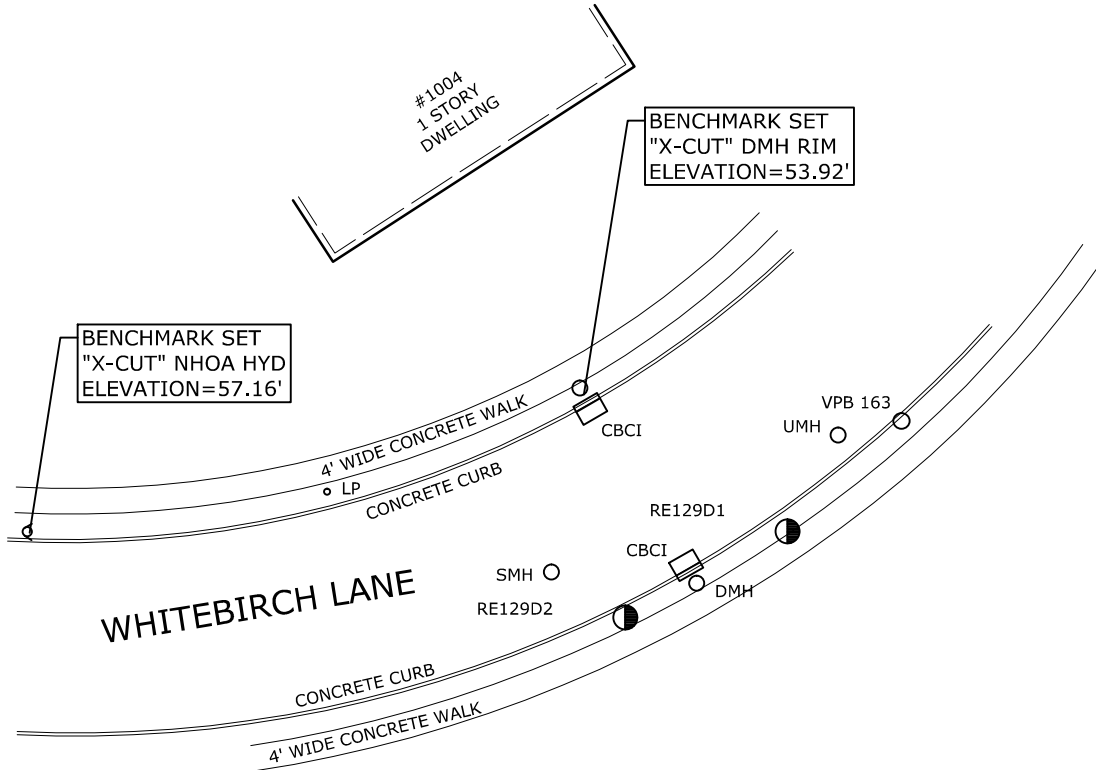 #1004
1 STORY
DWELLING
BENCHMARK SET
"X-CUT" DMH RIM
ELEVATION=53.92'
BENCHMARK SET
"X-CUT" NHOA HYD
ELEVATION=57.16'
4' WIDE CONCRETE WALK
CBCI
VPB 163
UMH
LP
CONCRETE CURB
RE129D1
CBCI
SMH
DMH
RE129D2
WHITEBIRCH LANE
CONCRETE CURB
4' WIDE CONCRETE WALK